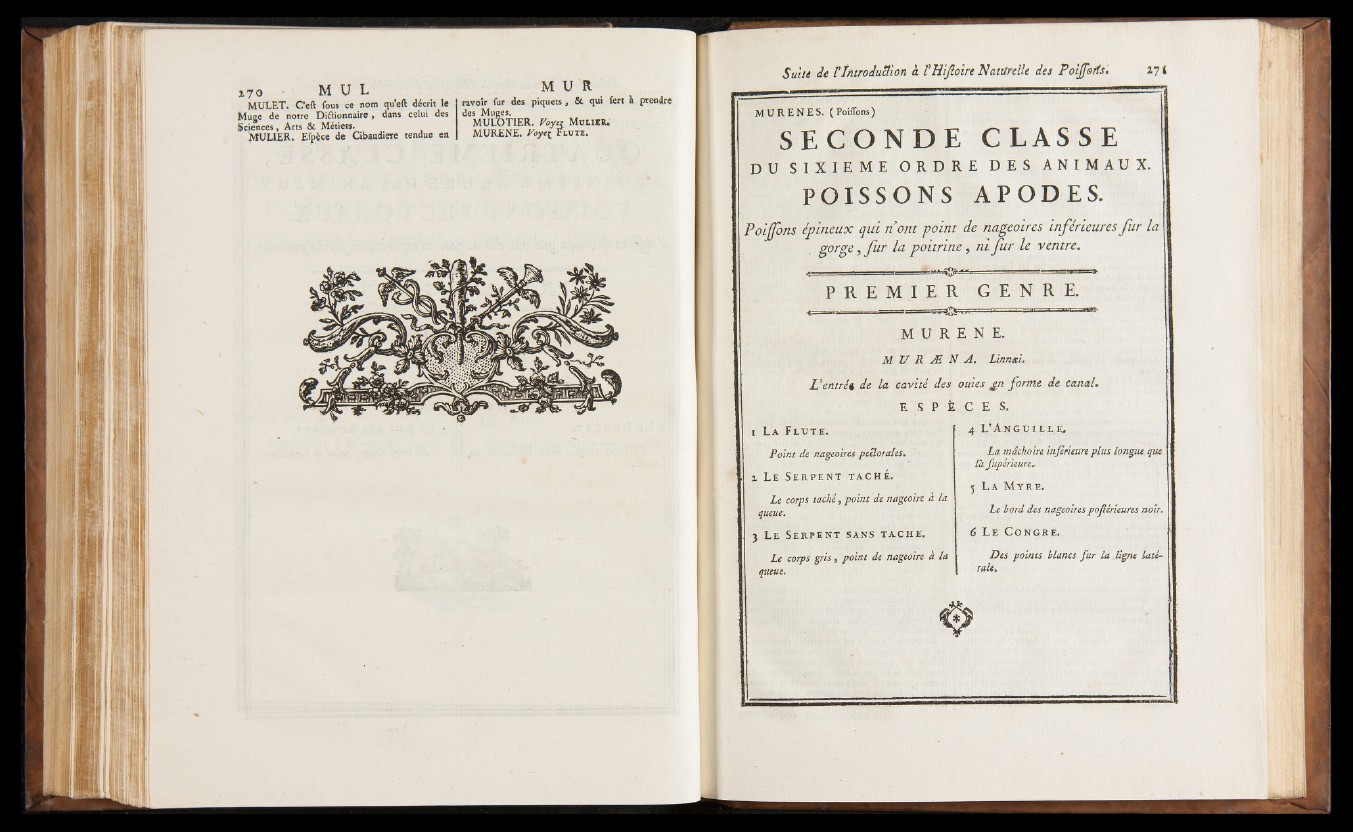 270 MUL MUR
MULET. C'eſt ſous ce nom qu'eſt décrit le
Muge de notre Dictionnaire, dans celui des
Sciences, Arts & Métiers.
MULIER. Eſpèce de Cibaudiere tendue en
ravoir ſur des piquets, & qui ſert à prendre
des Muges.
MULOTIER. Voyez MULIER.
MURENE. Voyez FLUTE.
Suite de l'Introduction à l'Hiſtoire Naturelle des Poiſſons. 271
MURENES. (Poiſſons)
SECONDE CLASSE
DU SIXIEME ORDRE DES ANIMAUX.
POISSONS APODES.
Poiſſons épineux qui n'ont point de nageoires inférieures ſur la
gorge, ſur la poitrine, ni ſur le ventre.
PREMIER GENRE.
MURENE.
MURÆNA. Linnæi.
L'entrée de la cavité des ouies en forme de canal.
ESPÈCES.
1 LA FLUTE.
Point de nageoires pectorales.
2 LE SERPENT TACHÉ.
Le corps taché, point de nageoire à la
queue.
3 LE SERPENT SANS TACHE.
Le corps gris, point de nageoire à la
queue.
4 L'ANGUILLE.
La mâchoire inférieure plus longue que
la ſupérieure.
5 LA MYRE.
Le bord des nageoires poſtérieures noir.
6 LE CONGRE.
Des points blancs ſur la ligne laté-
rale.